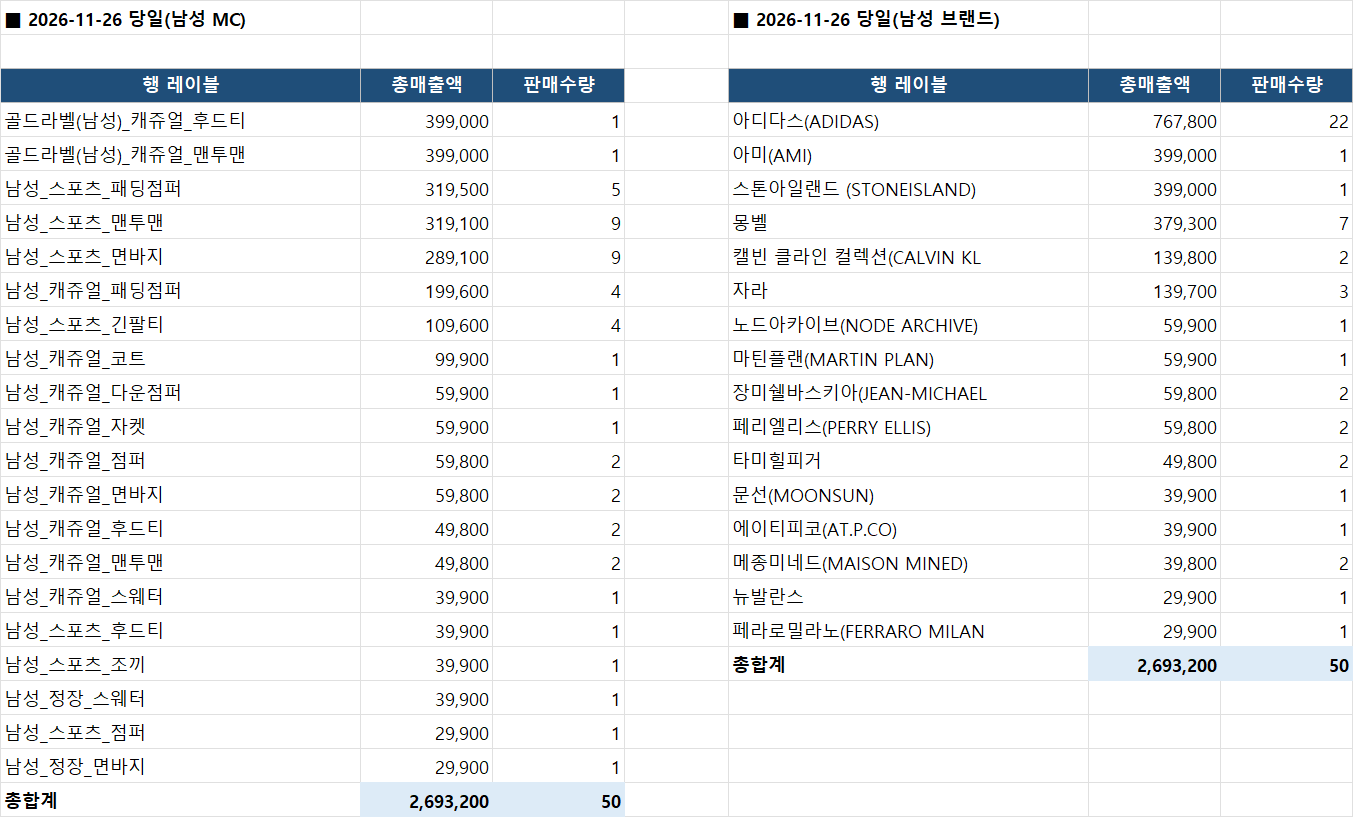 ■ 2026-11-26 당일(남성 MC)
행 레이블 총매출액 판매수량
골드라벨(남성)_캐쥬얼_후드티 399,000 1
골드라벨(남성)_캐쥬얼_맨투맨 399,000 1
남성_스포츠_패딩점퍼 319,500 5
남성_스포츠_맨투맨 319,100 9
남성_스포츠_면바지 289,100 9
남성_캐쥬얼_패딩점퍼 199,600 4
남성_스포츠_긴팔티 109,600 4
남성_캐쥬얼_코트 99,900 1
남성_캐쥬얼_다운점퍼 59,900 1
남성_캐쥬얼_자켓 59,900 1
남성_캐쥬얼_점퍼 59,800 2
남성_캐쥬얼_면바지 59,800 2
남성_캐쥬얼_후드티 49,800 2
남성_캐쥬얼_맨투맨 49,800 2
남성_캐쥬얼_스웨터 39,900 1
남성_스포츠_후드티 39,900 1
남성_스포츠_조끼 39,900 1
남성_정장_스웨터 39,900 1
남성_스포츠_점퍼 29,900 1
남성_정장_면바지 29,900 1
총합계 2,693,200 50
■ 2026-11-26 당일(남성 브랜드)
행 레이블 총매출액 판매수량
아디다스(ADIDAS) 767,800 22
아미(AMI) 399,000 1
스톤아일랜드 (STONEISLAND) 399,000 1
몽벨 379,300 7
캘빈 클라인 컬렉션(CALVIN KL 139,800 2
자라 139,700 3
노드아카이브(NODE ARCHIVE) 59,900 1
마틴플랜(MARTIN PLAN) 59,900 1
장미쉘바스키아(JEAN-MICHAEL 59,800 2
페리엘리스(PERRY ELLIS) 59,800 2
타미힐피거 49,800 2
문선(MOONSUN) 39,900 1
에이티피코(AT.P.CO) 39,900 1
메종미네드(MAISON MINED) 39,800 2
뉴발란스 29,900 1
페라로밀라노(FERRARO MILAN 29,900 1
총합계 2,693,200 50